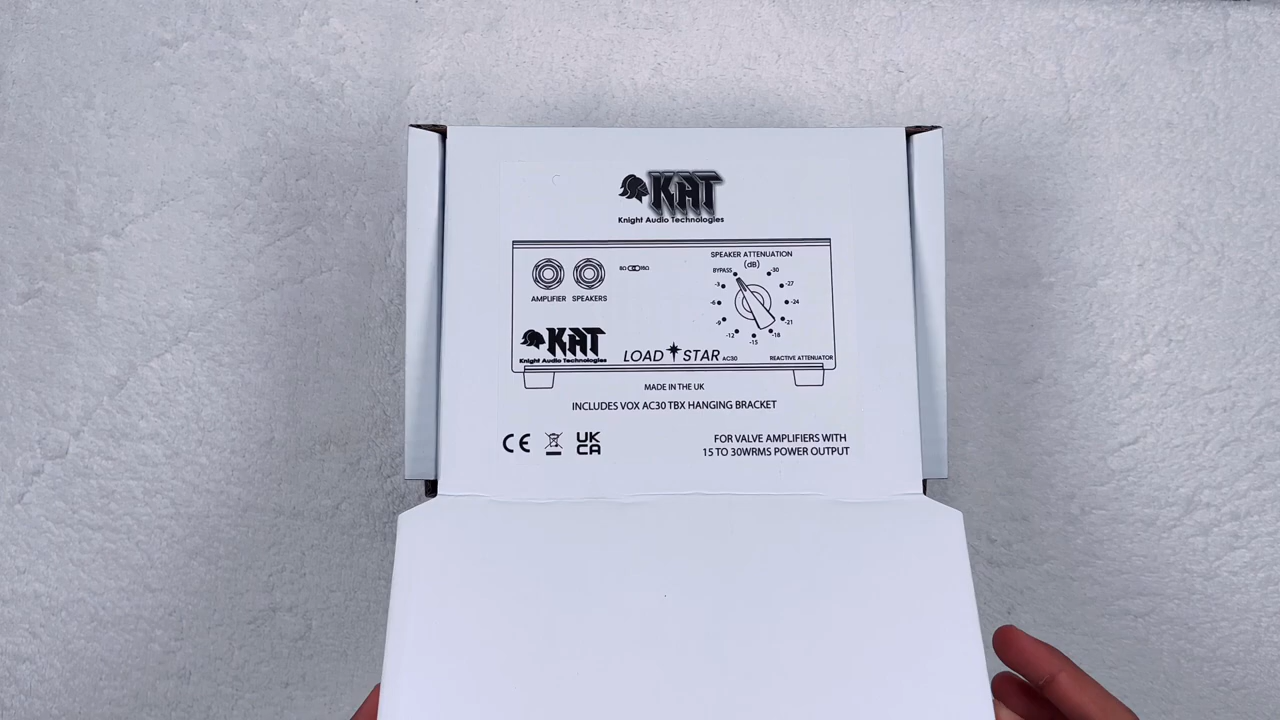 KAT
Knight Audio Technologies
SPEAKER ATTENUATION
(dB)
BYPASS
-3
-6
-9
-12
-15
-18
-21
-24
-27
-30
8Ω 16Ω
AMPLIFIER SPEAKERS
KAT
Knight Audio Technologies
LOAD STAR AC30
REACTIVE ATTENUATOR
MADE IN THE UK
INCLUDES VOX AC30 TBX HANGING BRACKET
CE UK
CA
FOR VALVE AMPLIFIERS WITH
15 TO 30WRMS POWER OUTPUT